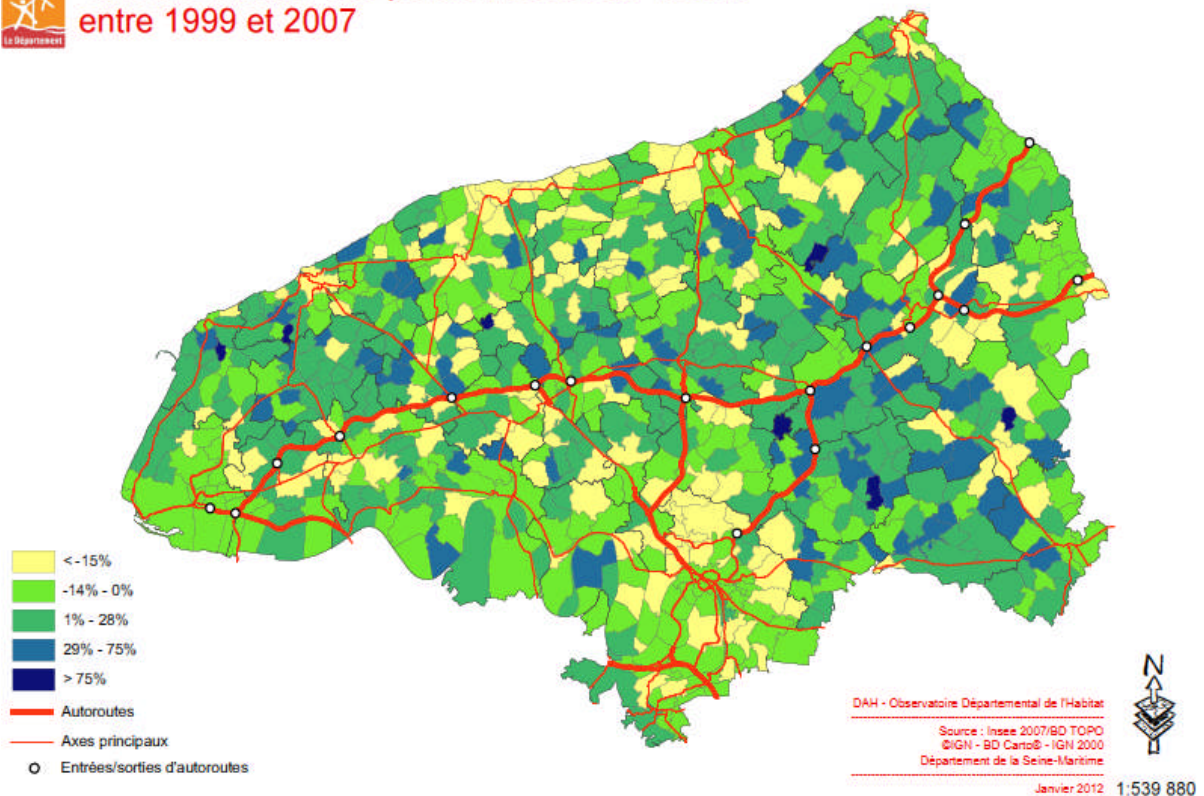 Le Département
entre 1999 et 2007
<-15%
-14% - 0%
1% - 28%
29% - 75%
> 75%
Autoroutes
Axes principaux
Entrées/sorties d'autoroutes
DAH - Observatoire Départemental de l'Habitat
Source : Insee 2007/BD TOPO
©IGN - BD Carto® - IGN 2000
Département de la Seine-Maritime
Janvier 2012
N
1:539 880